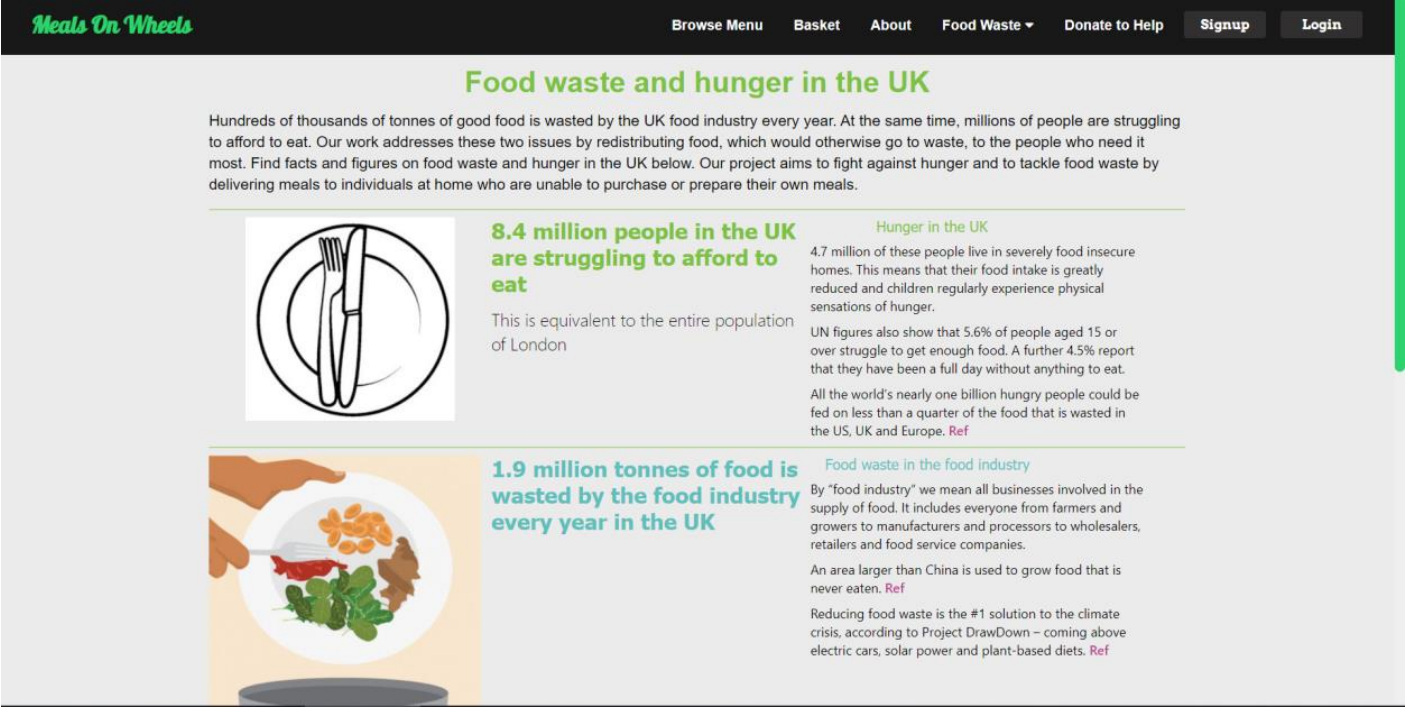 Meals On Wheels
Browse Menu
Basket
About
Food Waste
Donate to Help
Signup
Login
Food waste and hunger in the UK
Hundreds of thousands of tonnes of good food is wasted by the UK food industry every year. At the same time, millions of people are struggling
to afford to eat. Our work addresses these two issues by redistributing food, which would otherwise go to waste, to the people who need it
most. Find facts and figures on food waste and hunger in the UK below. Our project aims to fight against hunger and to tackle food waste by
delivering meals to individuals at home who are unable to purchase or prepare their own meals.
8.4 million people in the UK
are struggling to afford to
eat
This is equivalent to the entire population
of London
Hunger in the UK
4.7 million of these people live in severely food insecure
homes. This means that their food intake is greatly
reduced and children regularly experience physical
sensations of hunger.
UN figures also show that 5.6% of people aged 15 or
over struggle to get enough food. A further 4.5% report
that they have been a full day without anything to eat.
All the world's nearly one billion hungry people could be
fed on less than a quarter of the food that is wasted in
the US, UK and Europe. Ref
1.9 million tonnes of food is
wasted by the food industry
every year in the UK
Food waste in the food industry
By “food industry” we mean all businesses involved in the
supply of food. It includes everyone from farmers and
growers to manufacturers and processors to wholesalers,
retailers and food service companies.
An area larger than China is used to grow food that is
never eaten. Ref
Reducing food waste is the #1 solution to the climate
crisis, according to Project DrawDown – coming above
electric cars, solar power and plant-based diets. Ref